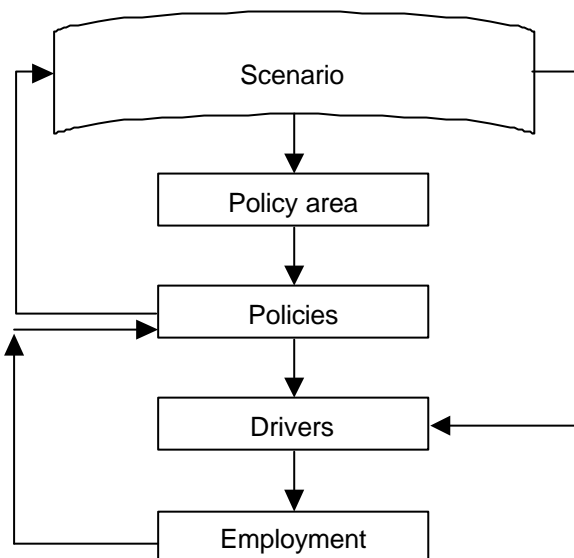 Scenario
Policy area
Policies
Drivers
Employment